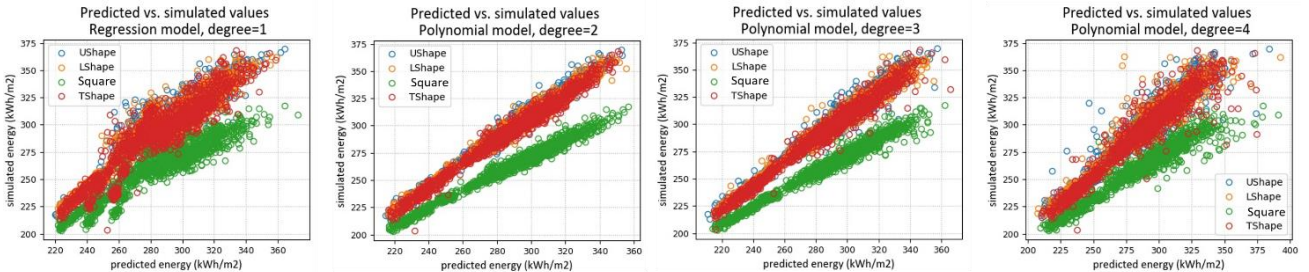 Predicted vs. simulated values
Regression model, degree=1
375
350
325
300
275
250
225
200
simulated energy (kWh/m2)
UShape
LShape
Square
TShape
220 240 260 280 300 320 340 360
predicted energy (kWh/m2)
Predicted vs. simulated values
Polynomial model, degree=2
375
350
325
300
275
250
225
200
simulated energy (kWh/m2)
UShape
LShape
Square
TShape
220 240 260 280 300 320 340 360
predicted energy (kWh/m2)
Predicted vs. simulated values
Polynomial model, degree=3
375
350
325
300
275
250
225
200
simulated energy (kWh/m2)
UShape
LShape
Square
TShape
220 240 260 280 300 320 340 360
predicted energy (kWh/m2)
Predicted vs. simulated values
Polynomial model, degree=4
375
350
325
300
275
250
225
200
simulated energy (kWh/m2)
UShape
LShape
Square
TShape
200 225 250 275 300 325 350 375 400
predicted energy (kWh/m2)